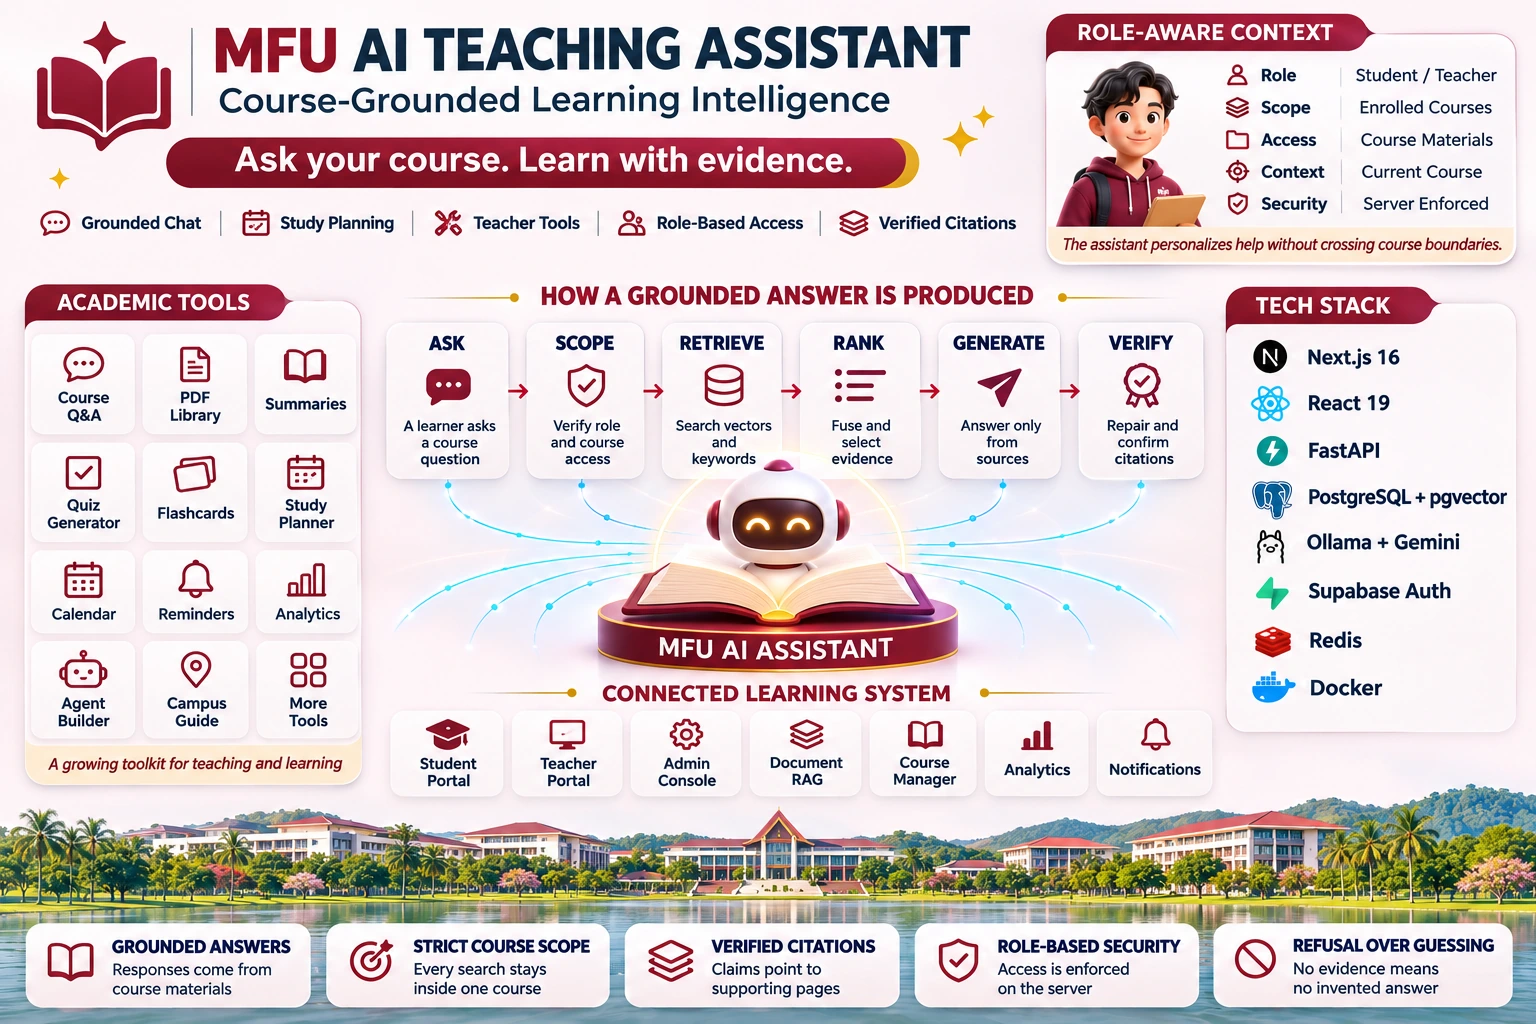 MFU AI TEACHING ASSISTANT
Course-Grounded Learning Intelligence
Ask your course. Learn with evidence.
Grounded Chat
Study Planning
Teacher Tools
Role-Based Access
Verified Citations
ROLE-AWARE CONTEXT
Role Student / Teacher
Scope Enrolled Courses
Access Course Materials
Context Current Course
Security Server Enforced
The assistant personalizes help without crossing course boundaries.
ACADEMIC TOOLS
Course
Q&A
PDF
Library
Summaries
Quiz
Generator
Flashcards
Study
Planner
Calendar
Reminders
Analytics
Agent
Builder
Campus
Guide
More
Tools
A growing toolkit for teaching and learning
HOW A GROUNDED ANSWER IS PRODUCED
ASK
A learner asks
a course
question
SCOPE
Verify role
and course
access
RETRIEVE
Search vectors
and
keywords
RANK
Fuse and
select
evidence
GENERATE
Answer only
from
sources
VERIFY
Repair and
confirm
citations
MFU AI ASSISTANT
CONNECTED LEARNING SYSTEM
Student
Portal
Teacher
Portal
Admin
Console
Document
RAG
Course
Manager
Analytics
Notifications
TECH STACK
N
Next.js 16
React 19
FastAPI
PostgreSQL + pgvector
Ollama + Gemini
Supabase Auth
Redis
Docker
GROUNDED ANSWERS
Responses come from
course materials
STRICT COURSE SCOPE
Every search stays
inside one course
VERIFIED CITATIONS
Claims point to
supporting pages
ROLE-BASED SECURITY
Access is enforced
on the server
REFUSAL OVER GUESSING
No evidence means
no invented answer